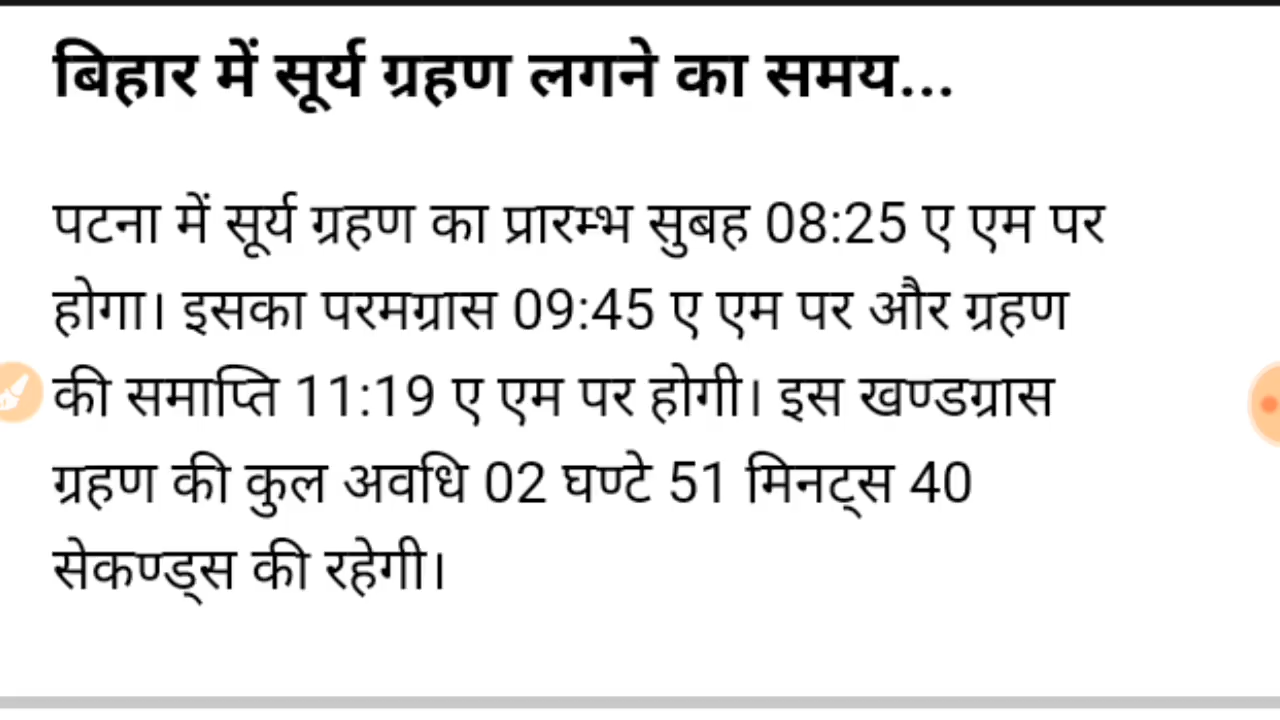 बिहार में सूर्य ग्रहण लगने का समय...
पटना में सूर्य ग्रहण का प्रारम्भ सुबह 08:25 ए एम पर
होगा। इसका परमग्रास 09:45 ए एम पर और ग्रहण
की समाप्ति 11:19 ए एम पर होगी। इस खण्डग्रास
ग्रहण की कुल अवधि 02 घण्टे 51 मिनट्स 40
सेकण्ड्स की रहेगी।